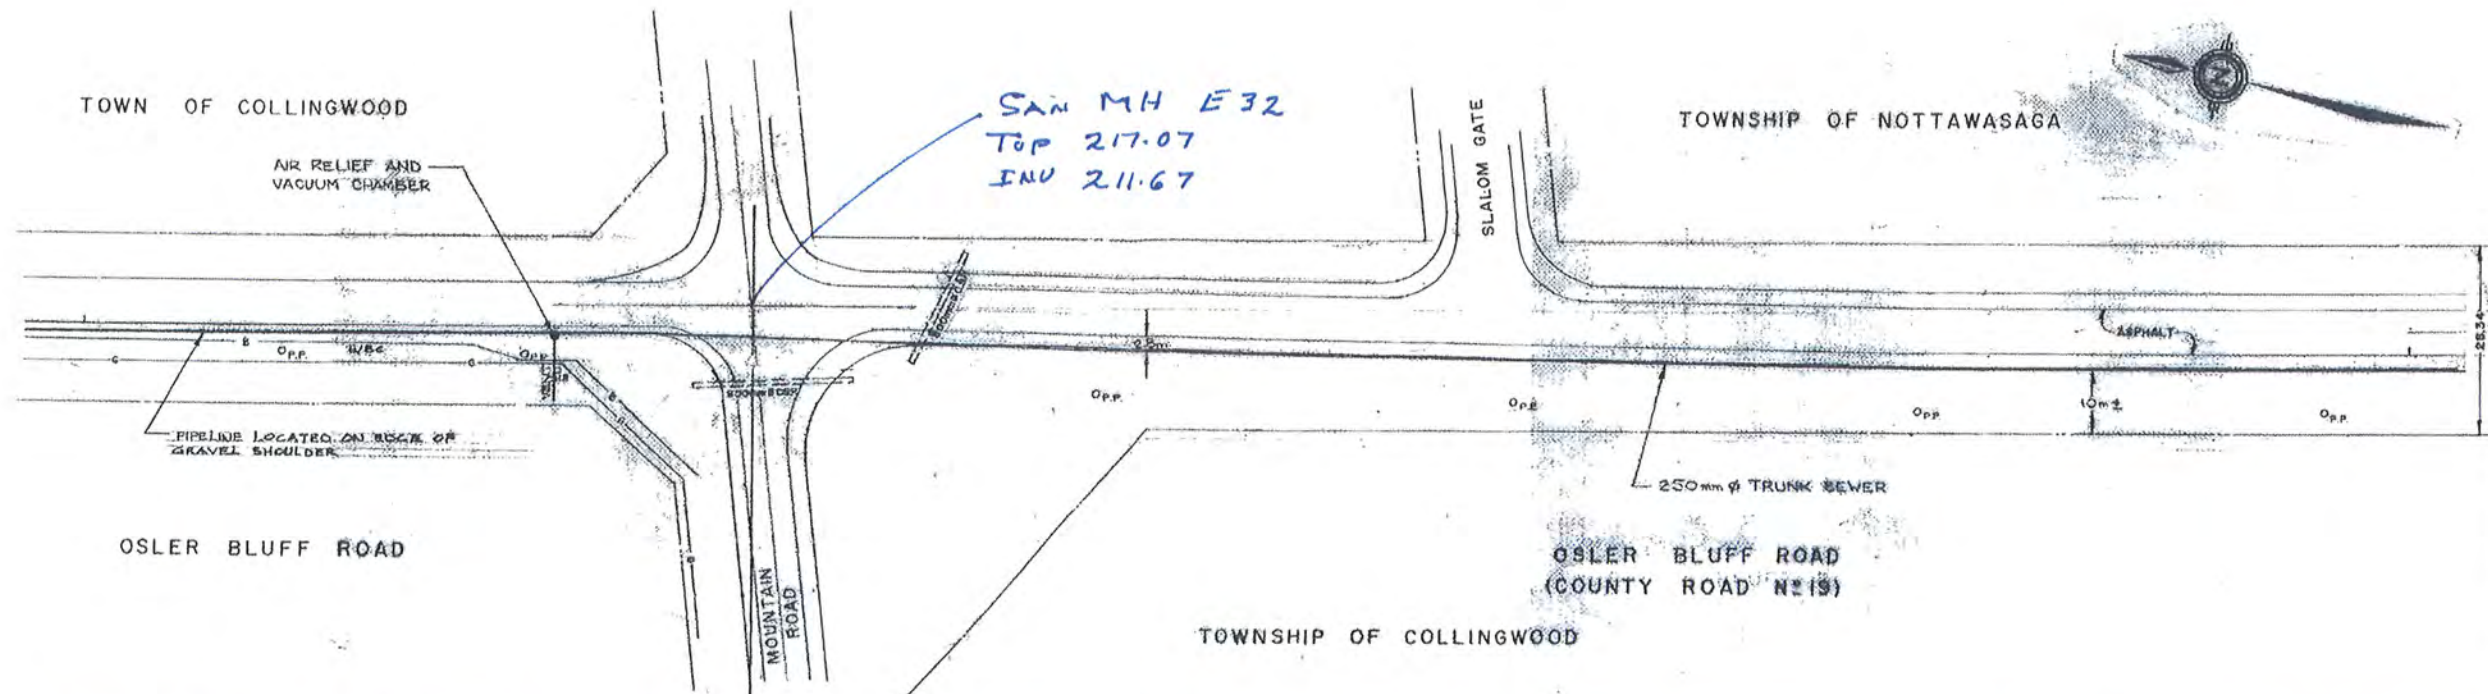 TOWN OF COLLINGWOOD
AIR RELIEF AND
VACUUM CHAMBER
SAN MH E32
TOP 217.07
INV 211.67
SLALOM GATE
TOWNSHIP OF NOTTAWASAGA
N
ASPHALT
B
O P.P.
G
G
O P.P.
B
O P.P.
O P.P.
O P.P.
10m±
O P.P.
PIPELINE LOCATED ON EDGE OF
GRAVEL SHOULDER
250mm ø TRUNK SEWER
OSLER BLUFF ROAD
OSLER BLUFF ROAD
(COUNTY ROAD Nº 19)
MOUNTAIN
ROAD
TOWNSHIP OF COLLINGWOOD